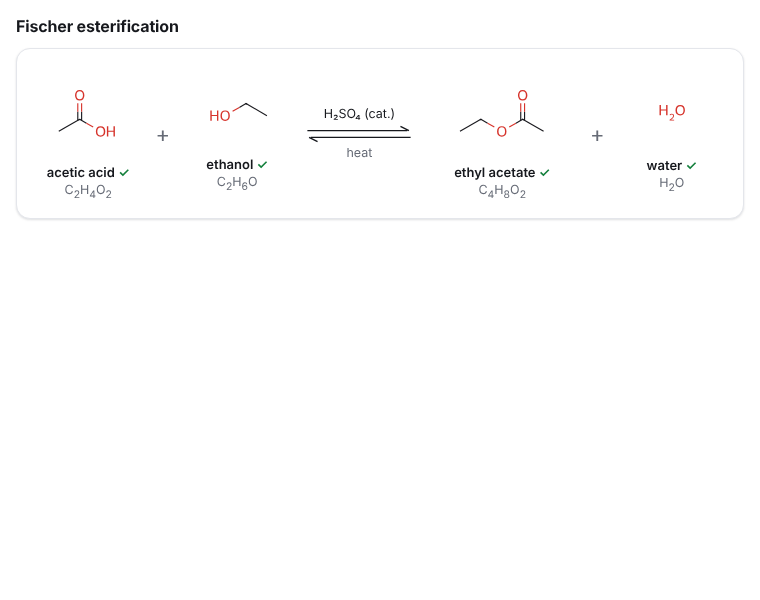 Fischer esterification
O
OH
acetic acid ✓
C₂H₄O₂
+
HO
ethanol ✓
C₂H₆O
H₂SO₄ (cat.)
heat
O
O
ethyl acetate ✓
C₄H₈O₂
+
H₂O
water ✓
H₂O